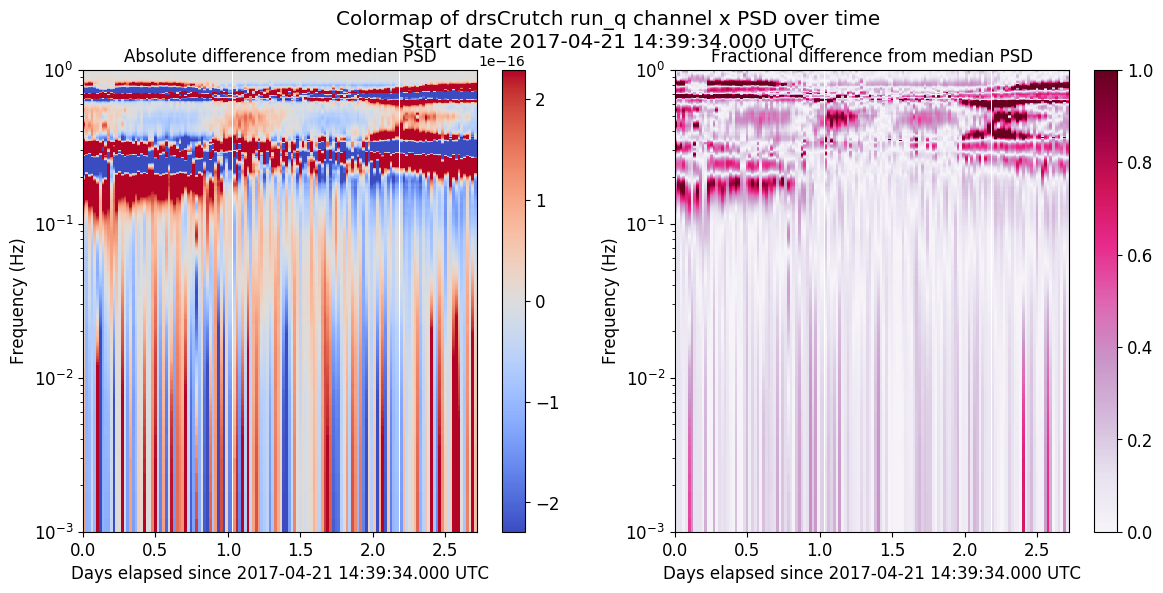 Colormap of drsCrutch run_q channel x PSD over time
Start date 2017-04-21 14:39:34.000 UTC
Absolute difference from median PSD
Fractional difference from median PSD
1e−16
10^0
10^−1
10^−2
10^−3
Frequency (Hz)
0.0 0.5 1.0 1.5 2.0 2.5
Days elapsed since 2017-04-21 14:39:34.000 UTC
2
1
0
−1
−2
10^0
10^−1
10^−2
10^−3
Frequency (Hz)
0.0 0.5 1.0 1.5 2.0 2.5
Days elapsed since 2017-04-21 14:39:34.000 UTC
1.0
0.8
0.6
0.4
0.2
0.0